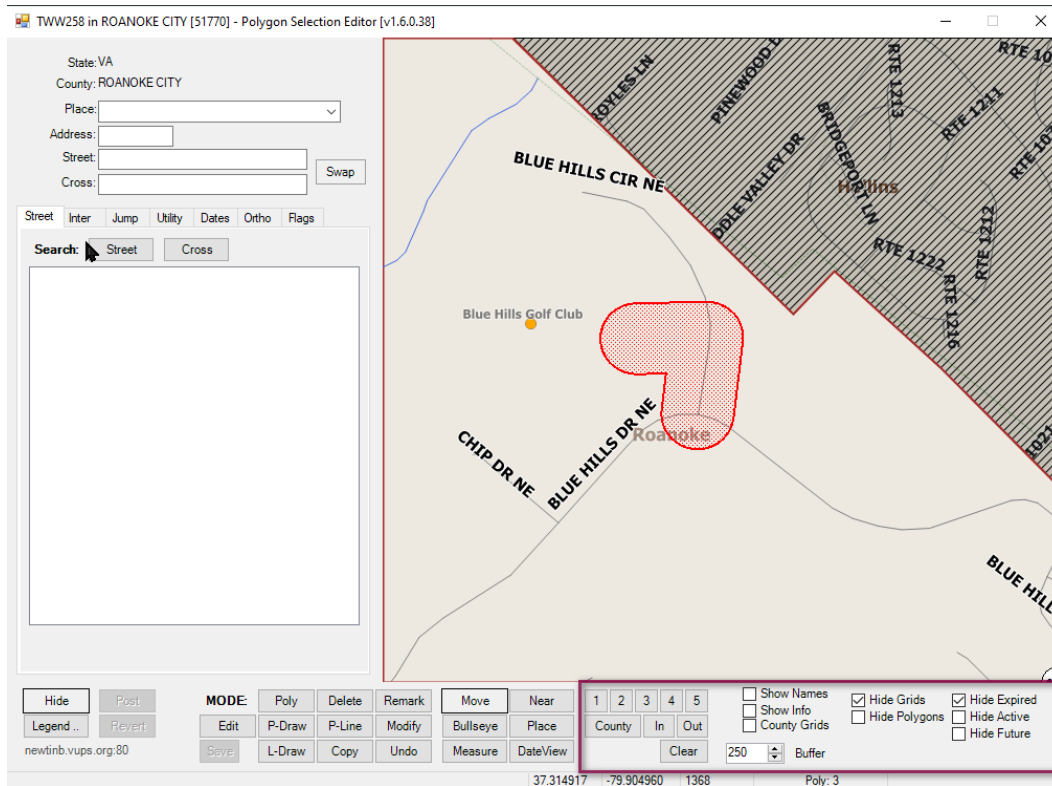 TWW258 in ROANOKE CITY [51770] - Polygon Selection Editor [v1.6.0.38]
State: VA
County: ROANOKE CITY
Place:
Address:
Street:
Cross:
Swap
Street Inter Jump Utility Dates Ortho Flags
Search: Street Cross
PINEWOOD
RTE 1213
RTE 1211
BLUE HILLS CIR NE
BRIDGEPORT LN
Hollins
RTE 1222
RTE 1212
RTE 1216
Blue Hills Golf Club
Roanoke
CHIP DR NE
BLUE HILLS DR NE
1021
BLUE HILL
Hide Post MODE: Poly Delete Remark Move Near 1 2 3 4 5 Show Names Hide Grids Hide Expired
Show Info Hide Polygons Hide Active
Legend .. Revert Edit P-Draw P-Line Modify Bullseye Place County In Out County Grids Hide Future
newtinb.vups.org:80 Save L-Draw Copy Undo Measure DateView Clear 250 Buffer
37.314917 -79.904960 1368 Poly: 3